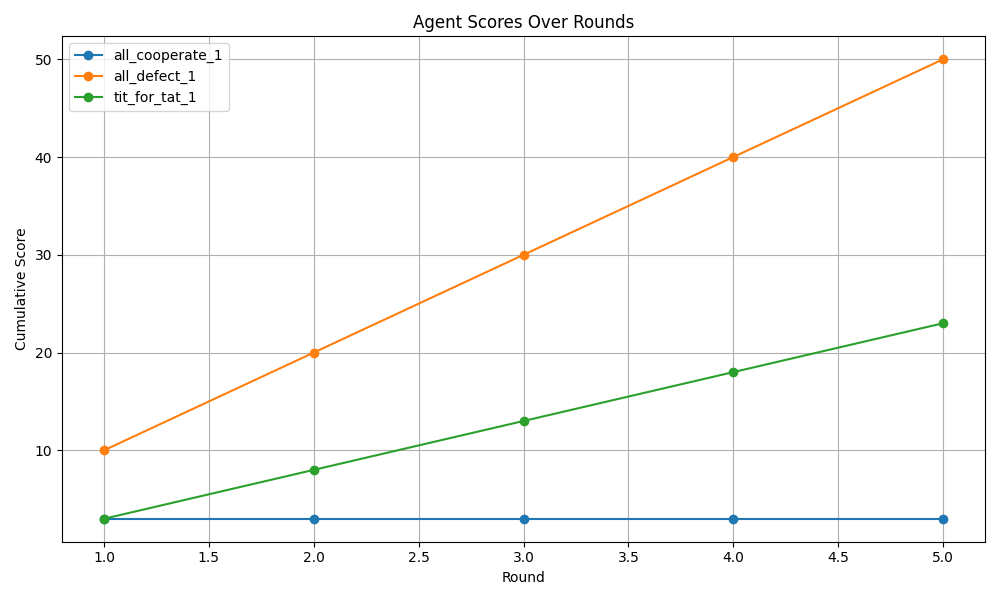 Agent Scores Over Rounds
all_cooperate_1
all_defect_1
tit_for_tat_1
Cumulative Score
50
40
30
20
10
1.0 1.5 2.0 2.5 3.0 3.5 4.0 4.5 5.0
Round